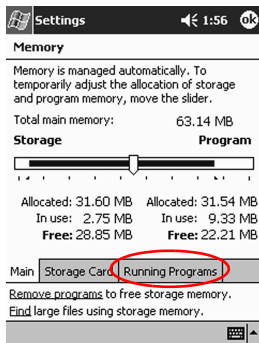 Settings 1:56 ok
Memory
Memory is managed automatically. To
temporarily adjust the allocation of storage
and program memory, move the slider.
Total main memory: 63.14 MB
Storage Program
Allocated: 31.60 MB Allocated: 31.54 MB
In use: 2.75 MB In use: 9.33 MB
Free: 28.85 MB Free: 22.21 MB
Main Storage Card Running Programs
Remove programs to free storage memory.
Find large files using storage memory.